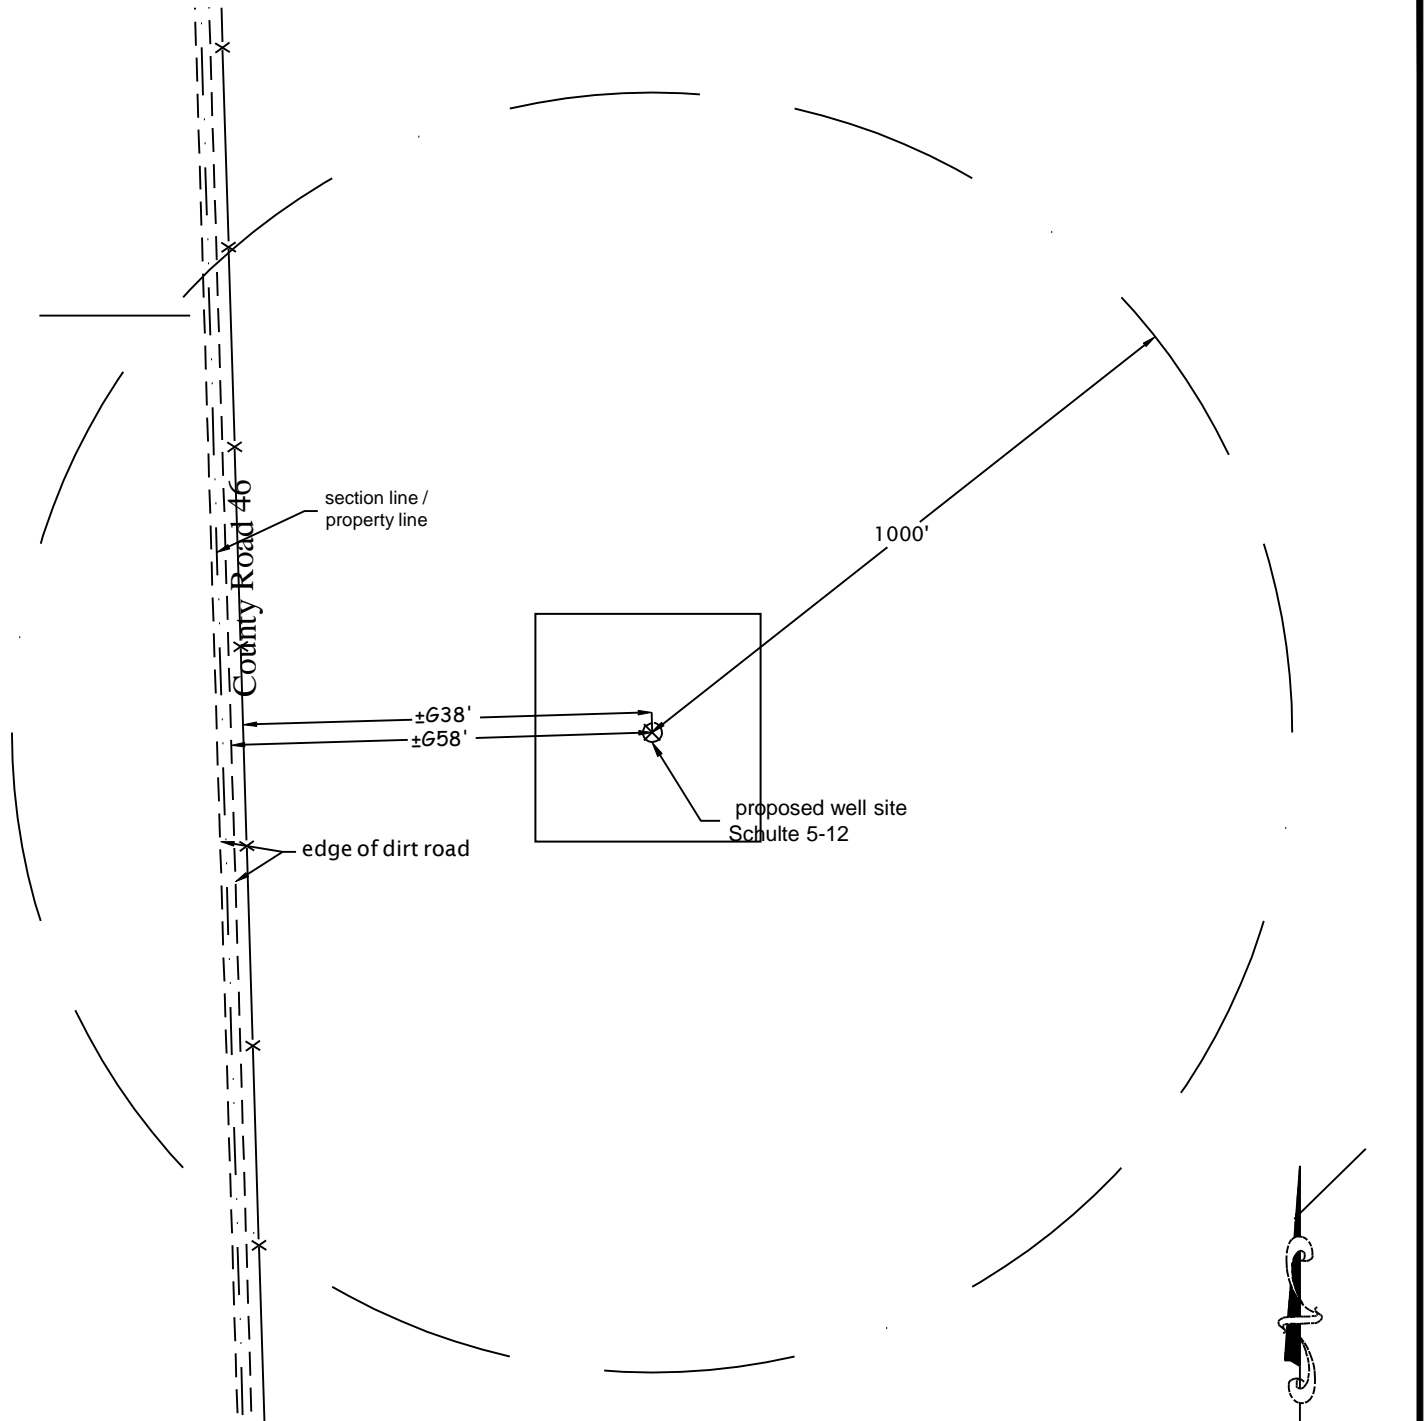 section line /
property line
County Road 46
1000'
±G38'
±G58'
proposed well site
Schulte 5-12
edge of dirt road